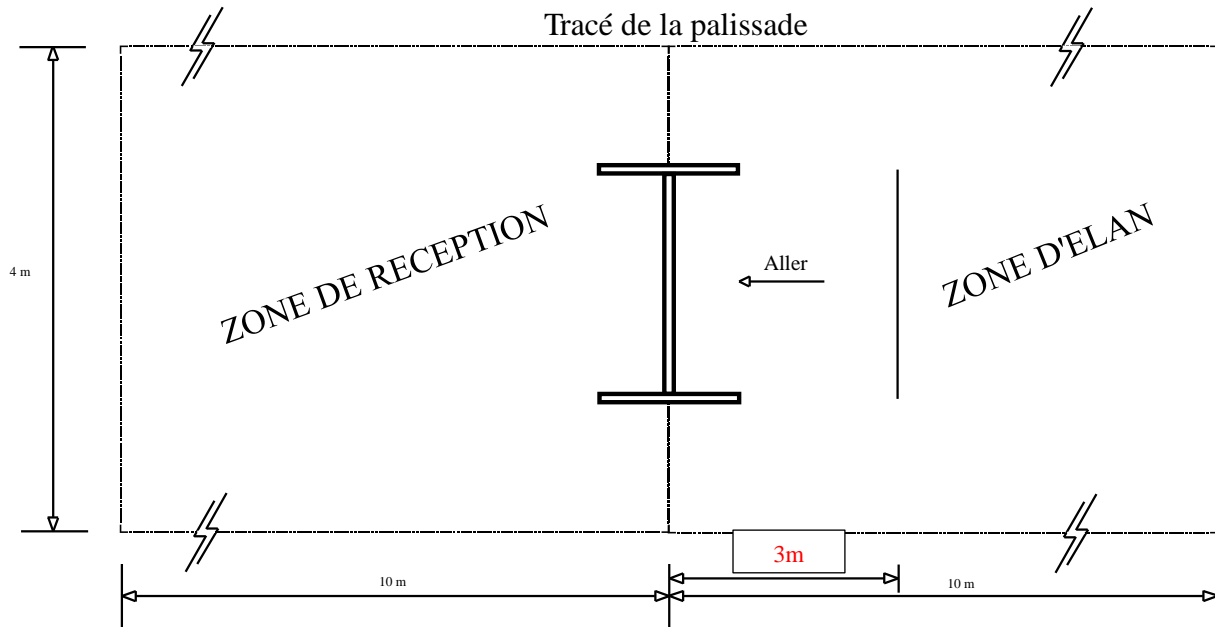 Tracé de la palissade
4 m
ZONE DE RECEPTION
Aller
ZONE D'ELAN
3m
10 m
10 m